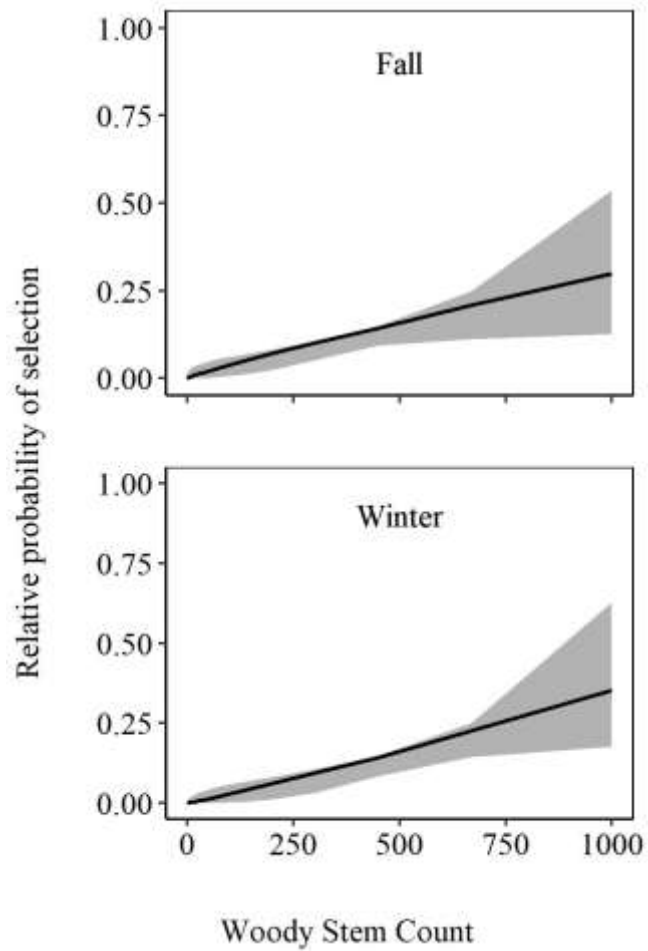 1.00
Fall
0.75
0.50
0.25
0.00
Relative probability of selection
1.00
Winter
0.75
0.50
0.25
0.00
0 250 500 750 1000
Woody Stem Count